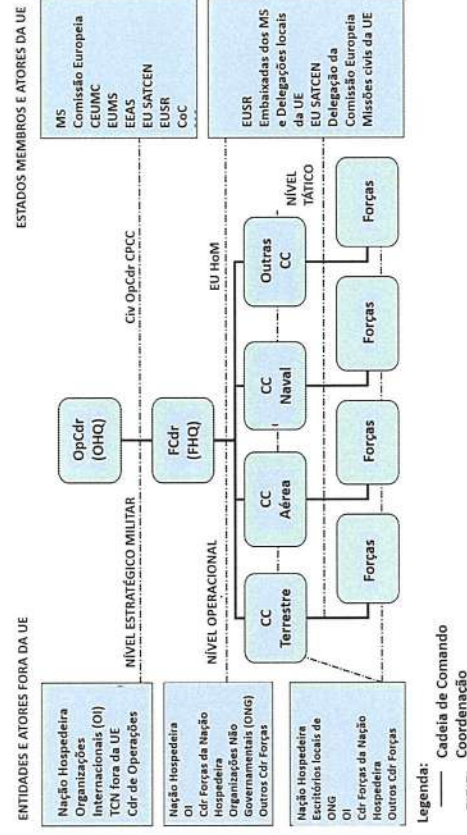 ENTIDADES E ATORES FORA DA UE
ESTADOS MEMBROS E ATORES DA UE
Nação Hospedeira
Organizações
Internacionais (OI)
TCN fora da UE
Cdr de Operações
NÍVEL ESTRATÉGICO MILITAR
OpCdr
(OHQ)
Civ OpCdr CPCC
MS
Comissão Europeia
CEUMC
EUMS
EEAS
EU SATCEN
EUSR
CoC
...
Nação Hospedeira
OI
Cdr Forças da Nação
Hospedeira
Organizações Não
Governamentais (ONG)
Outros Cdr Forças
NÍVEL OPERACIONAL
FCdr
(FHQ)
EU HoM
EUSR
Embaixadas dos MS
e Delegações locais
da UE
EU SATCEN
Delegação da
Comissão Europeia
Missões civis da UE
CC
Terrestre
CC
Aérea
CC
Naval
Outras
CC
NÍVEL
TÁTICO
Nação Hospedeira
Escritórios locais de
ONG
OI
Cdr Forças da Nação
Hospedeira
Outros Cdr Forças
Forças
Forças
Forças
Forças
Legenda:
Cadeia de Comando
Coordenação